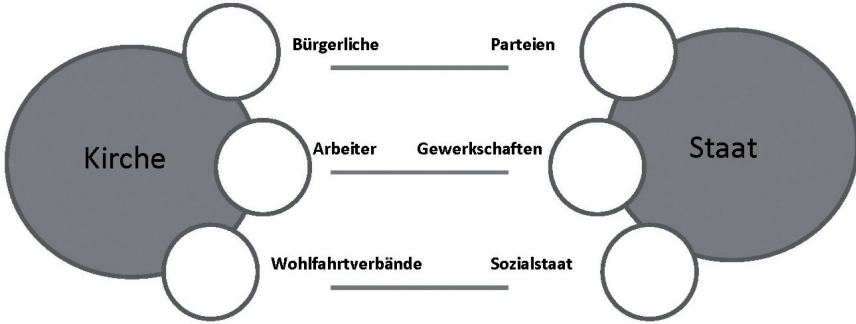 Bürgerliche Parteien
Kirche Arbeiter Gewerkschaften Staat
Wohlfahrtverbände Sozialstaat